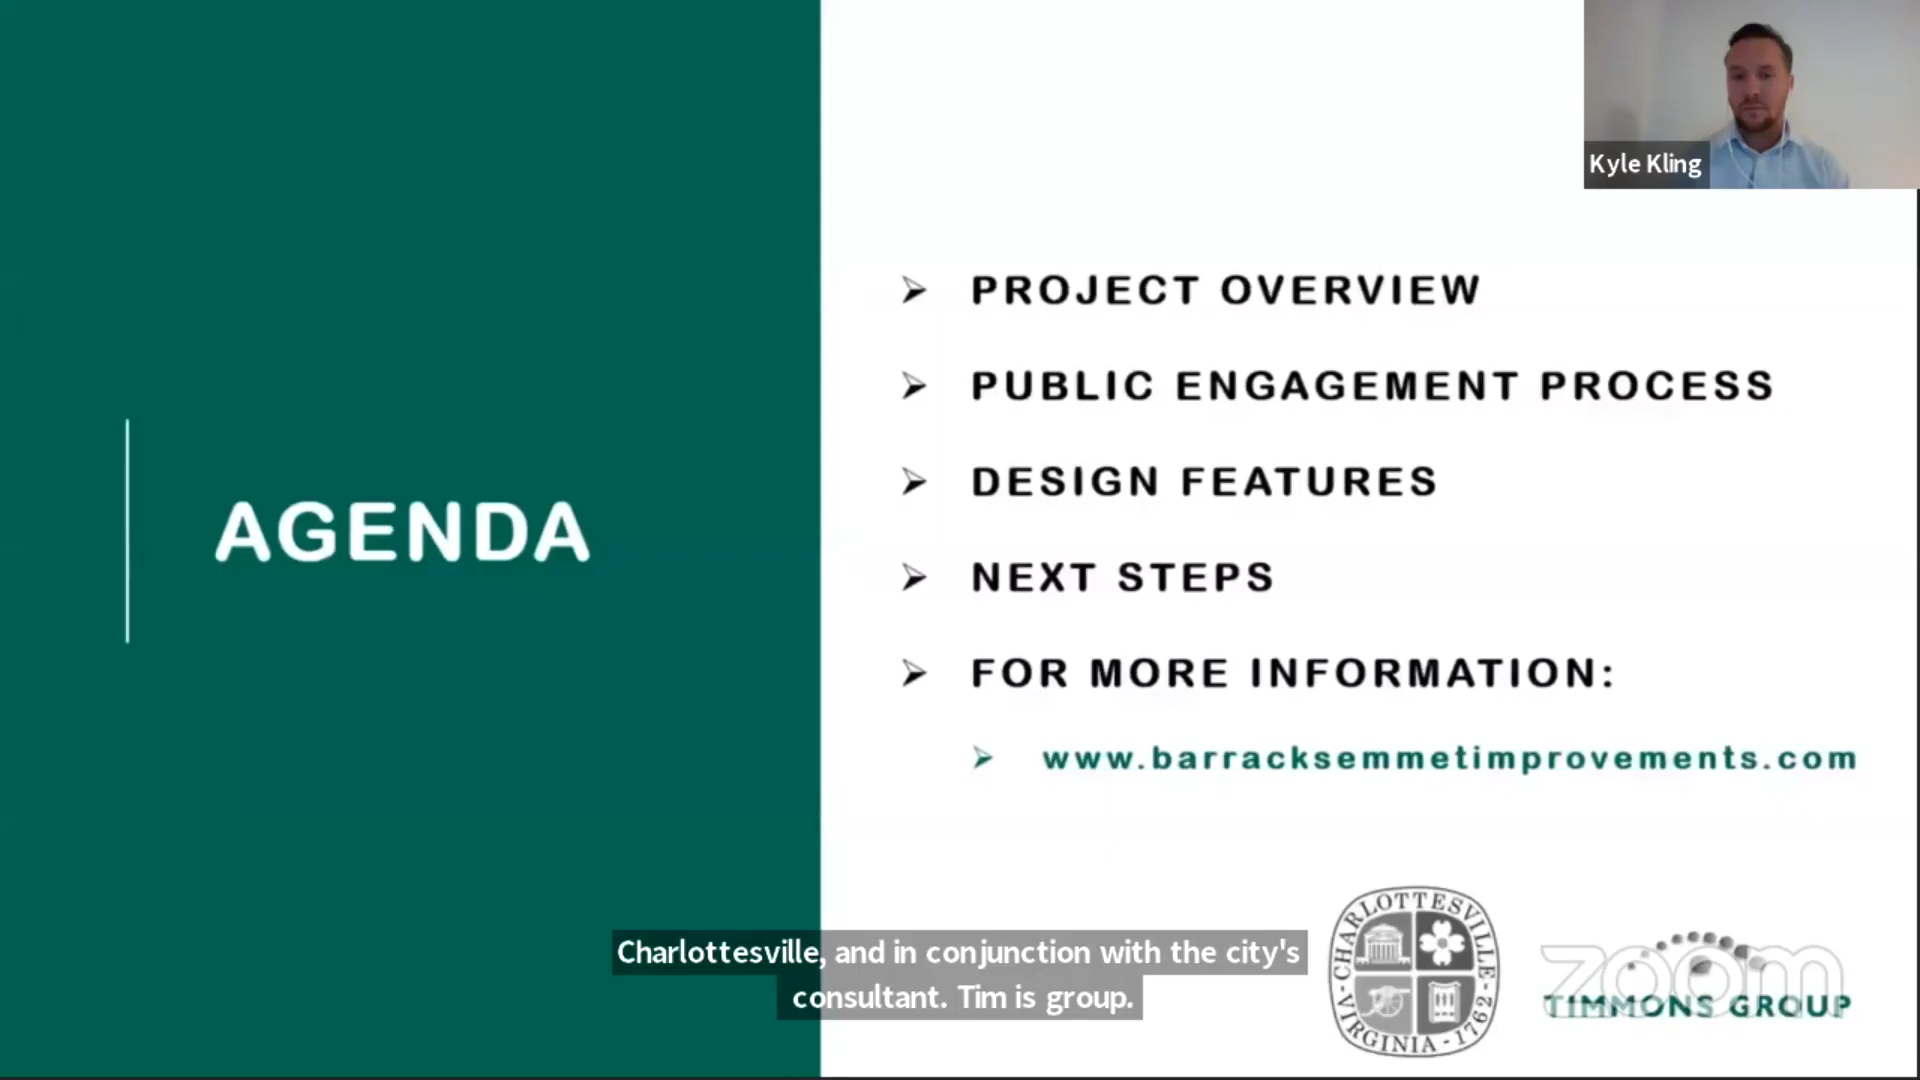 Kyle Kling
AGENDA
➢ PROJECT OVERVIEW
➢ PUBLIC ENGAGEMENT PROCESS
➢ DESIGN FEATURES
➢ NEXT STEPS
➢ FOR MORE INFORMATION:
➢ www.barracksemmetimprovements.com
Charlottesville, and in conjunction with the city's
consultant. Tim is group.
CHARLOTTESVILLE
VIRGINIA - 1762 -
zoom
TIMMONS GROUP